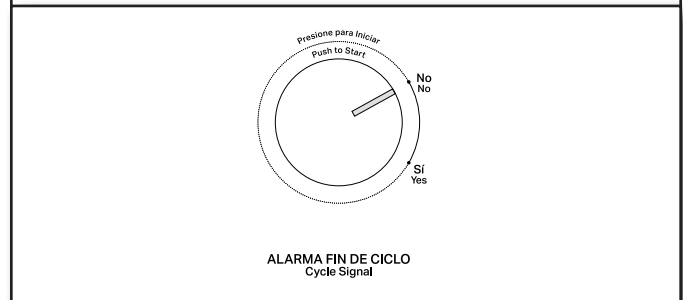 Presione para Iniciar
Push to Start
No
No
Sí
Yes
ALARMA FIN DE CICLO
Cycle Signal